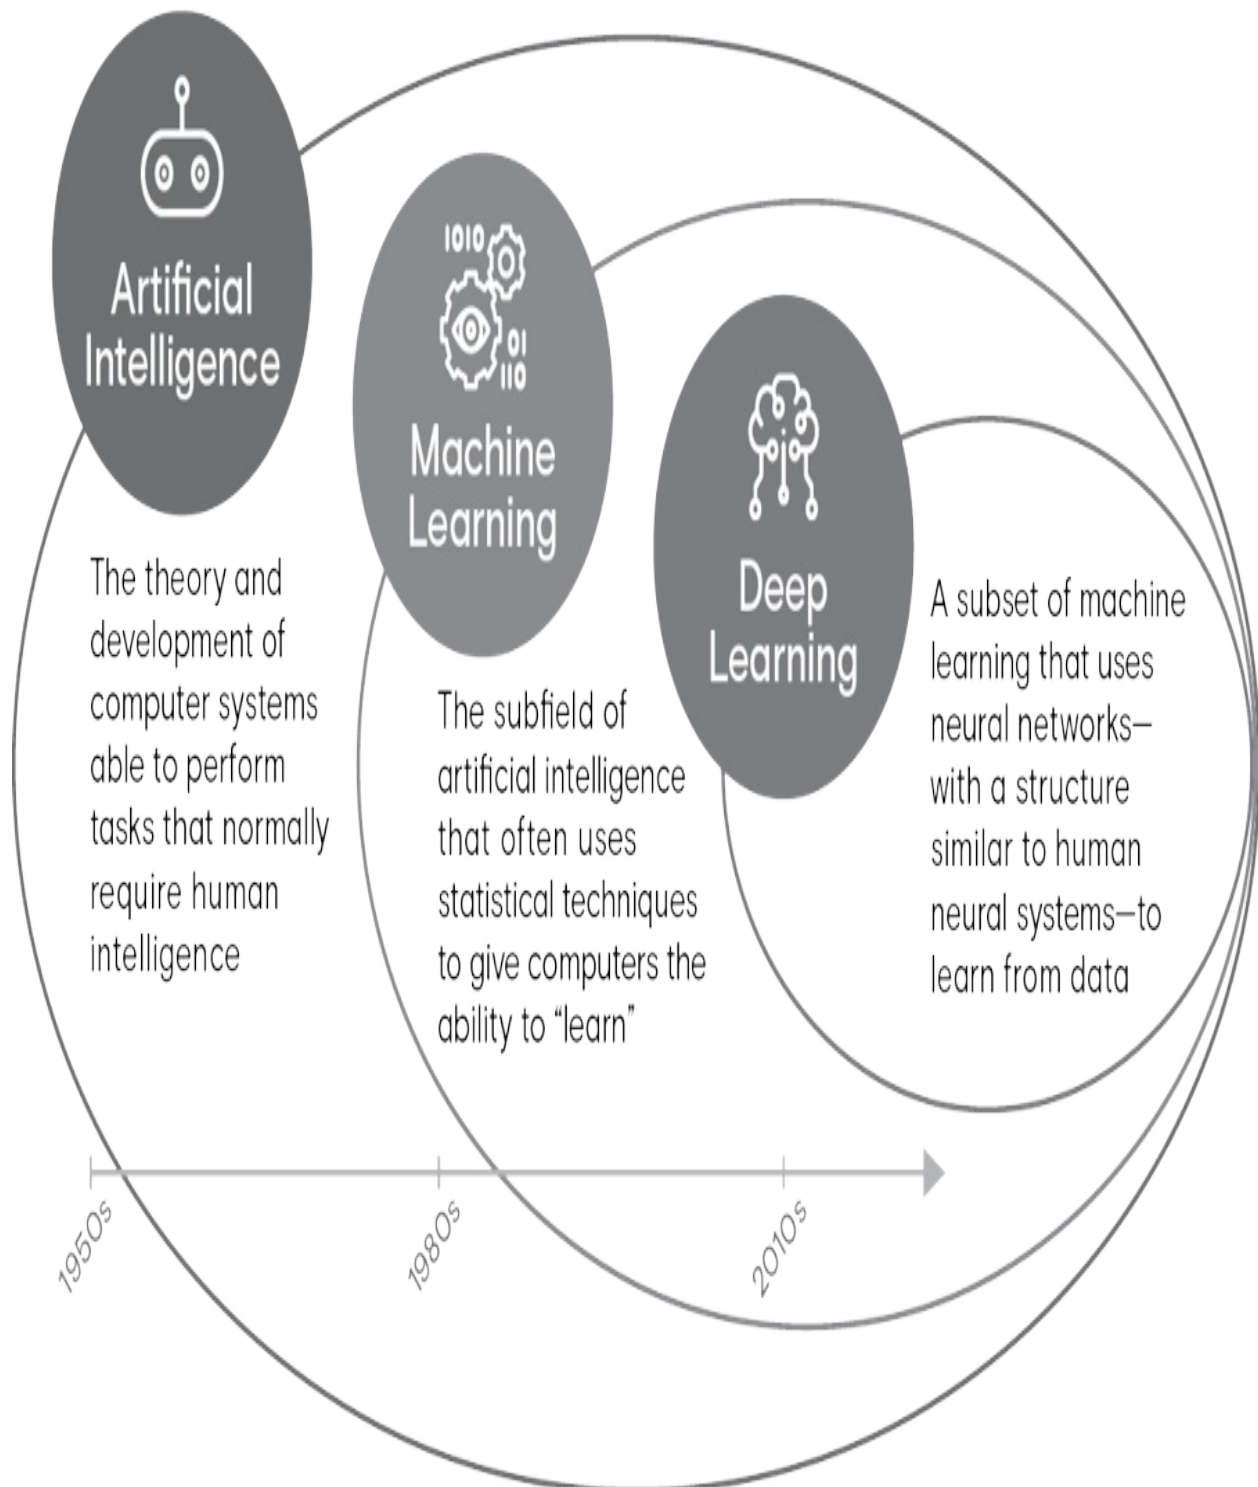 Artificial
Intelligence
The theory and
development of
computer systems
able to perform
tasks that normally
require human
intelligence
1010
01
110
Machine
Learning
The subfield of
artificial intelligence
that often uses
statistical techniques
to give computers the
ability to “learn”
Deep
Learning
A subset of machine
learning that uses
neural networks—
with a structure
similar to human
neural systems—to
learn from data
1950s
1980s
2010s